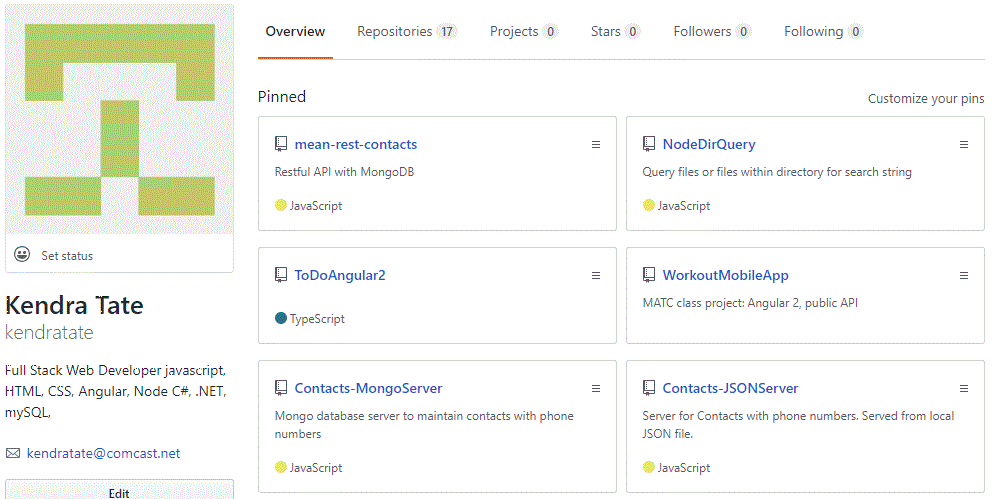 Overview Repositories 17 Projects 0 Stars 0 Followers 0 Following 0
Pinned
Customize your pins
mean-rest-contacts
Restful API with MongoDB
JavaScript
NodeDirQuery
Query files or files within directory for search string
JavaScript
ToDoAngular2
TypeScript
WorkoutMobileApp
MATC class project: Angular 2, public API
Contacts-MongoServer
Mongo database server to maintain contacts with phone
numbers
JavaScript
Contacts-JSONServer
Server for Contacts with phone numbers. Served from local
JSON file.
JavaScript
Set status
Kendra Tate
kendratate
Full Stack Web Developer javascript,
HTML, CSS, Angular, Node C#, .NET,
mySQL,
kendratate@comcast.net
Edit